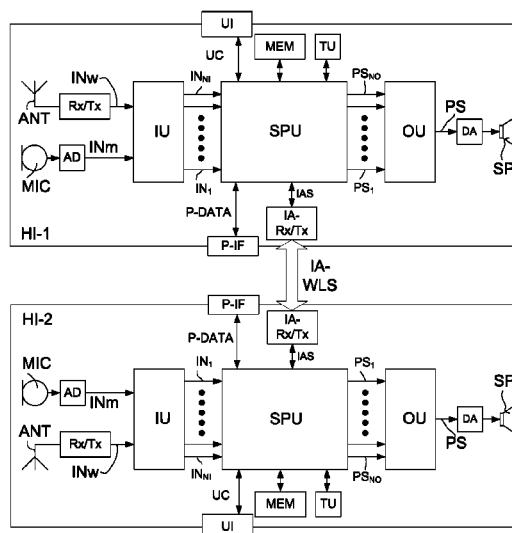 UI
UC
MEM
TU
INw
ANT
Rx/Tx
IU
IN_NI
SPU
PS_NO
OU
PS
DA
SP
MIC
AD
INm
IN_1
PS_1
P-DATA
IAS
HI-1
P-IF
IA-
Rx/Tx
IA-
WLS
HI-2
P-IF
IA-
Rx/Tx
P-DATA
IAS
MIC
AD
INm
IN_1
IU
SPU
PS_1
OU
SP
ANT
Rx/Tx
INw
IN_NI
PS_NO
PS
DA
UC
MEM
TU
UI